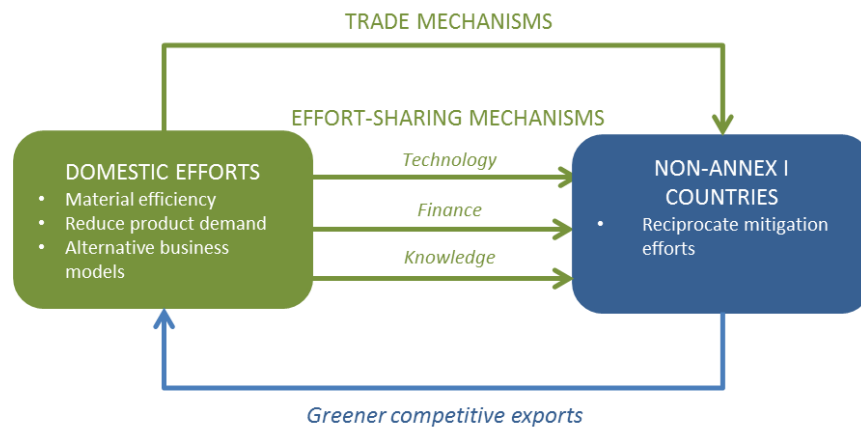 TRADE MECHANISMS
EFFORT-SHARING MECHANISMS
DOMESTIC EFFORTS
• Material efficiency
• Reduce product demand
• Alternative business
models
Technology
Finance
Knowledge
NON-ANNEX I
COUNTRIES
• Reciprocate mitigation
efforts
Greener competitive exports